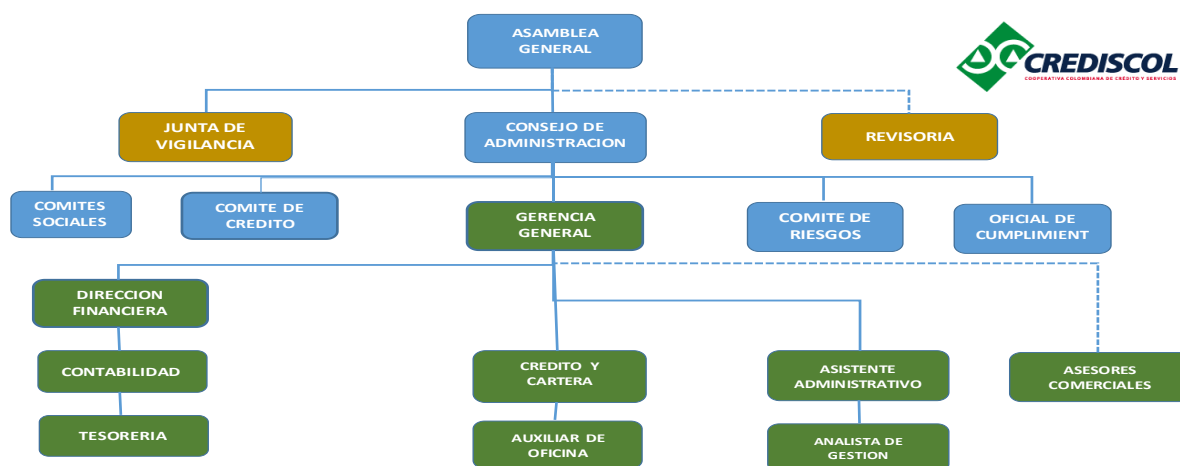 ASAMBLEA
GENERAL
CREDISCOL
COOPERATIVA COLOMBIANA DE CRÉDITO Y SERVICIOS
JUNTA DE
VIGILANCIA
CONSEJO DE
ADMINISTRACION
REVISORIA
COMITES
SOCIALES
COMITE DE
CREDITO
GERENCIA
GENERAL
COMITE DE
RIESGOS
OFICIAL DE
CUMPLIMIENT
DIRECCION
FINANCIERA
CONTABILIDAD
CREDITO Y
CARTERA
ASISTENTE
ADMINISTRATIVO
ASESORES
COMERCIALES
TESORERIA
AUXILIAR DE
OFICINA
ANALISTA DE
GESTION